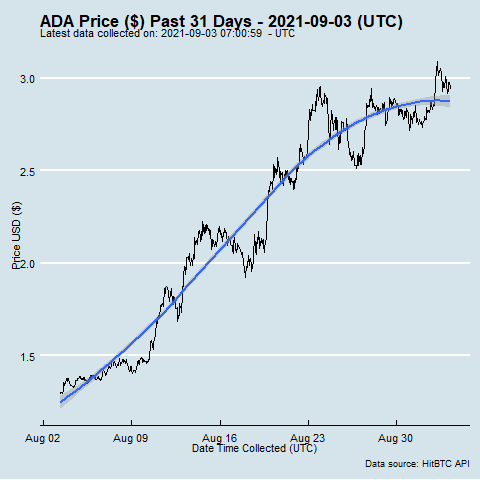 ADA Price ($) Past 31 Days - 2021-09-03 (UTC)
Latest data collected on: 2021-09-03 07:00:59 - UTC
3.0
2.5
2.0
1.5
Price USD ($)
Aug 02 Aug 09 Aug 16 Aug 23 Aug 30
Date Time Collected (UTC)
Data source: HitBTC API